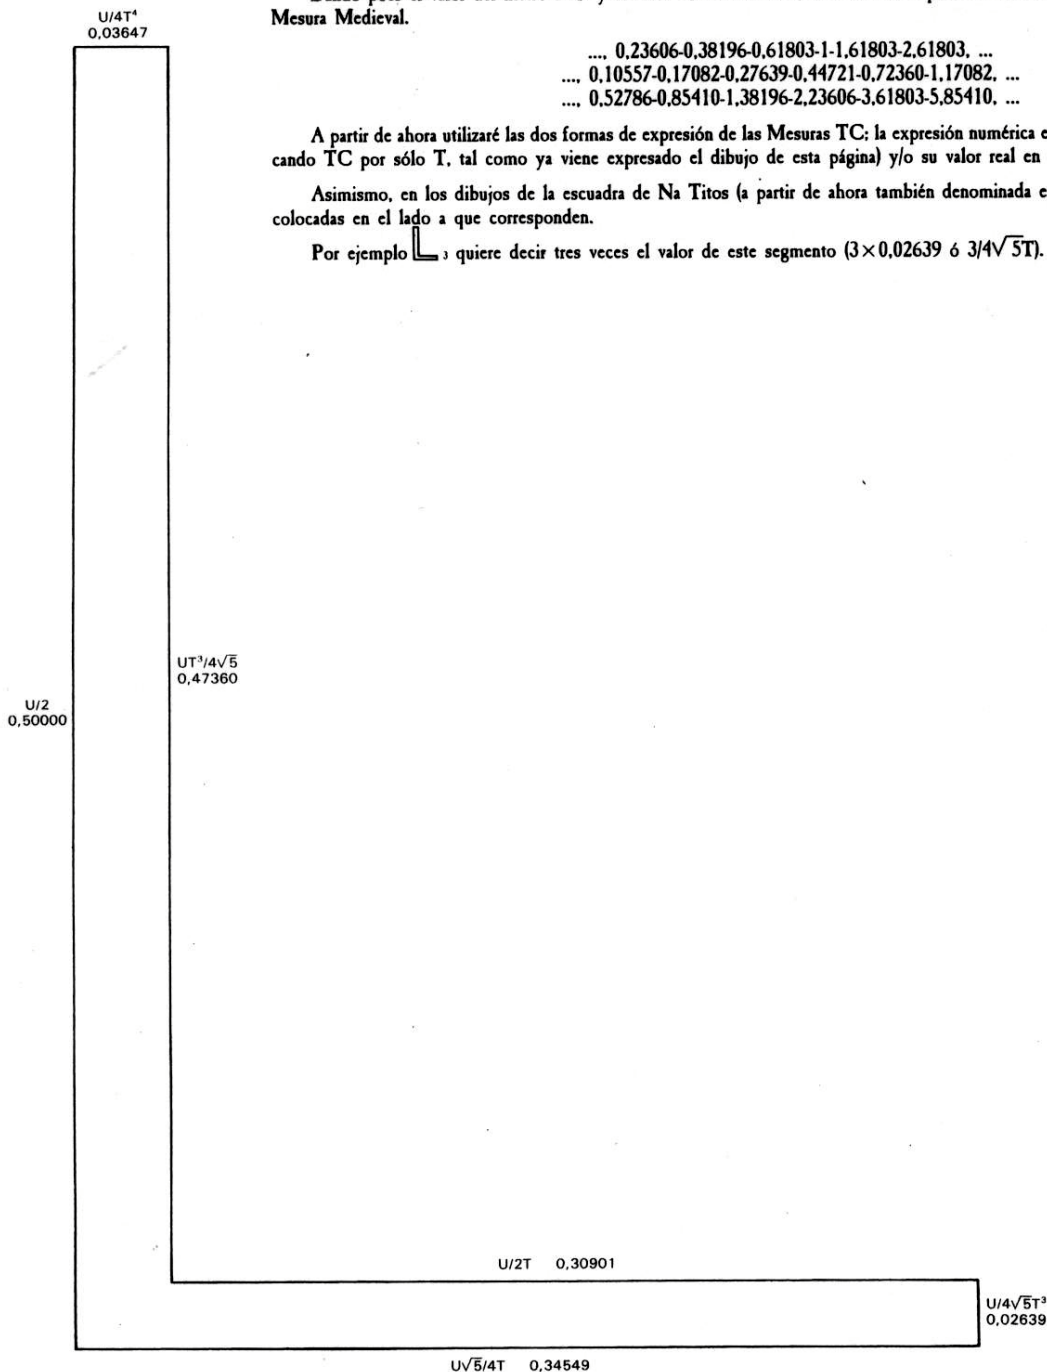 Mesura Medieval.
..., 0,23606-0,38196-0,61803-1-1,61803-2,61803, ...
..., 0,10557-0,17082-0,27639-0,44721-0,72360-1,17082, ...
..., 0,52786-0,85410-1,38196-2,23606-3,61803-5,85410, ...
A partir de ahora utilizaré las dos formas de expresión de las Mesuras TC: la expresión numérica
cando TC por sólo T, tal como ya viene expresado el dibujo de esta página) y/o su valor real en
Asimismo, en los dibujos de la escuadra de Na Titos (a partir de ahora también denominada
colocadas en el lado a que corresponden.
Por ejemplo 3 quiere decir tres veces el valor de este segmento (3×0,02639 ó 3/4√5T).
U/4T⁴
0,03647
UT³/4√5
0,47360
U/2
0,50000
U/2T 0,30901
U/4√5T³
0,02639
U√5/4T 0,34549